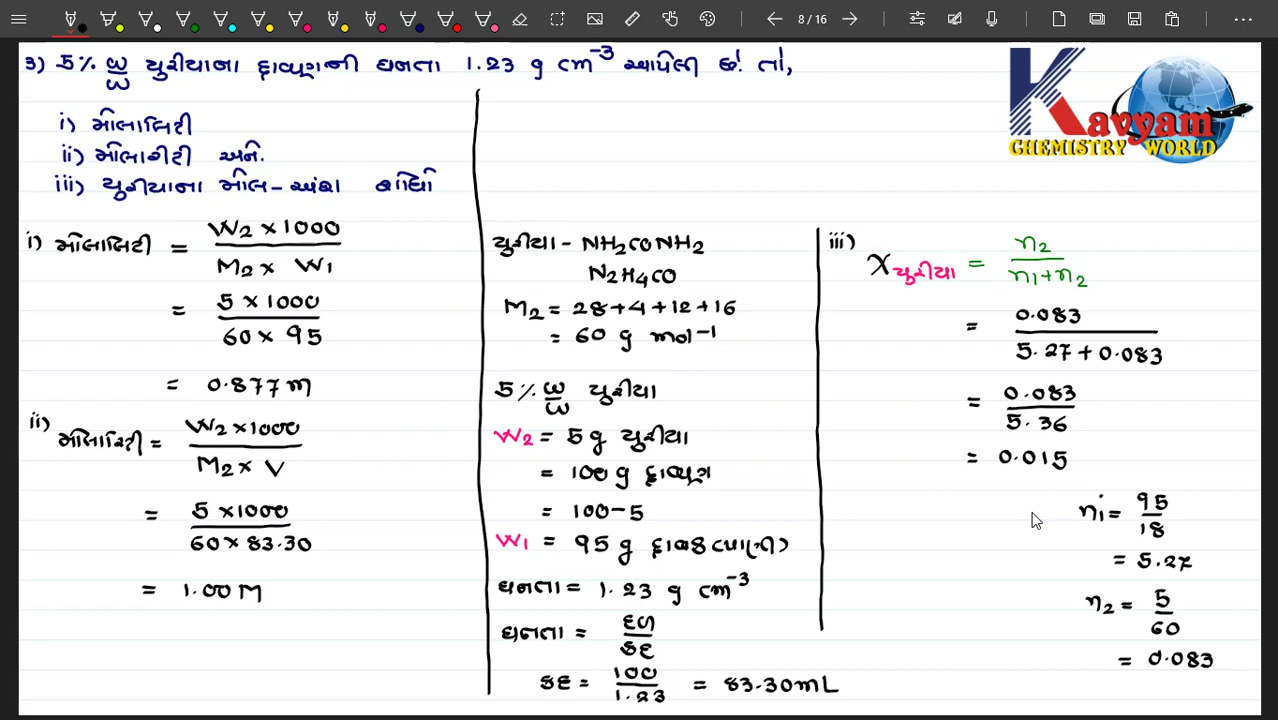 8 / 16
3) 5% w/w યુરીયાના દ્રાવણની ઘનતા 1.23 g cm⁻³ આપેલી છે. તો,
Kavyam
CHEMISTRY WORLD
i) મોલાલિટી
ii) મોલારીટી અને.
iii) યુરીયાના મોલ-અંશ શોધો
i) મોલાલિટી = W₂ × 1000 / M₂ × W₁
= 5 × 1000 / 60 × 95
= 0.877 m
ii) મોલારિટી = W₂ × 1000 / M₂ × V
= 5 × 1000 / 60 × 83.30
= 1.00 M
યુરીયા - NH₂CONH₂
N₂H₄CO
M₂ = 28+4+12+16
= 60 g mol⁻¹
5% w/w યુરીયા
W₂ = 5g યુરીયા
= 100 g દ્રાવણ
= 100-5
W₁ = 95 g દ્રાવક (પાણી)
ઘનતા = 1.23 g cm⁻³
ઘનતા = દળ / કદ
કદ = 100 / 1.23 = 83.30 mL
iii) X યુરીયા = n₂ / n₁+n₂
= 0.083 / 5.27 + 0.083
= 0.083 / 5.36
= 0.015
n₁ = 95 / 18
= 5.27
n₂ = 5 / 60
= 0.083